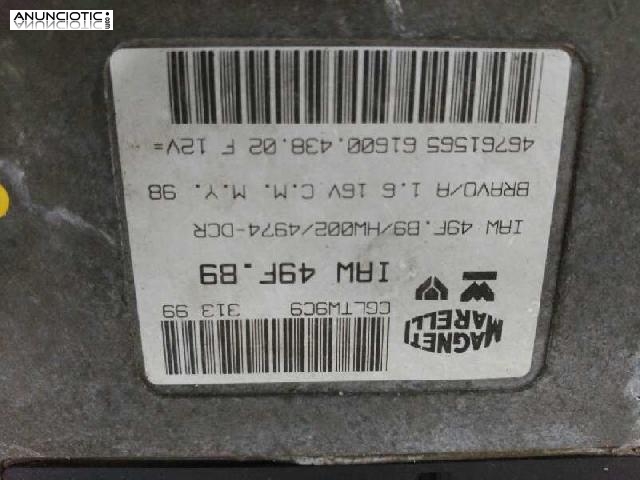 ANUNCIOTIC.com
MAGNETI
MARELLI
CGLTW9C9 313 99
IAW 49F.B9
IAW 49F.B9/HW002/4974-DCR
BRAVO/A 1.6 16V C.M. M.Y. 98
46761565 61600.438.02 F 12V=